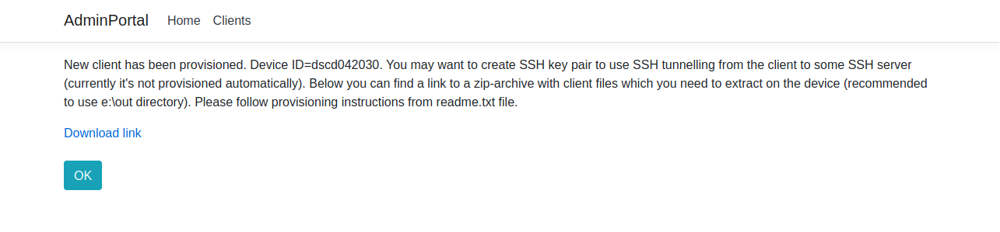 AdminPortal Home Clients
New client has been provisioned. Device ID=dscd042030. You may want to create SSH key pair to use SSH tunnelling from the client to some SSH server
(currently it's not provisioned automatically). Below you can find a link to a zip-archive with client files which you need to extract on the device (recommended
to use e:\out directory). Please follow provisioning instructions from readme.txt file.
Download link
OK